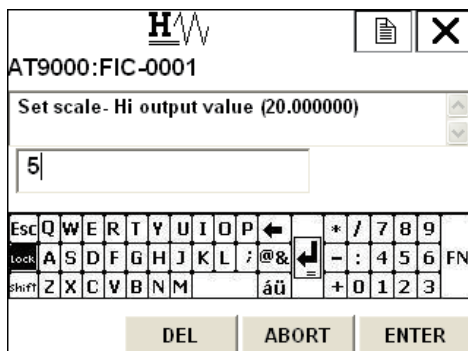 H
AT9000:FIC-0001
Set scale- Hi output value (20.000000)
5
Esc Q W E R T Y U I O P ← * / 7 8 9
Lock A S D F G H J K L ; @& ↵ - : 4 5 6 FN
Shift Z X C V B N M áü = + 0 1 2 3
DEL ABORT ENTER